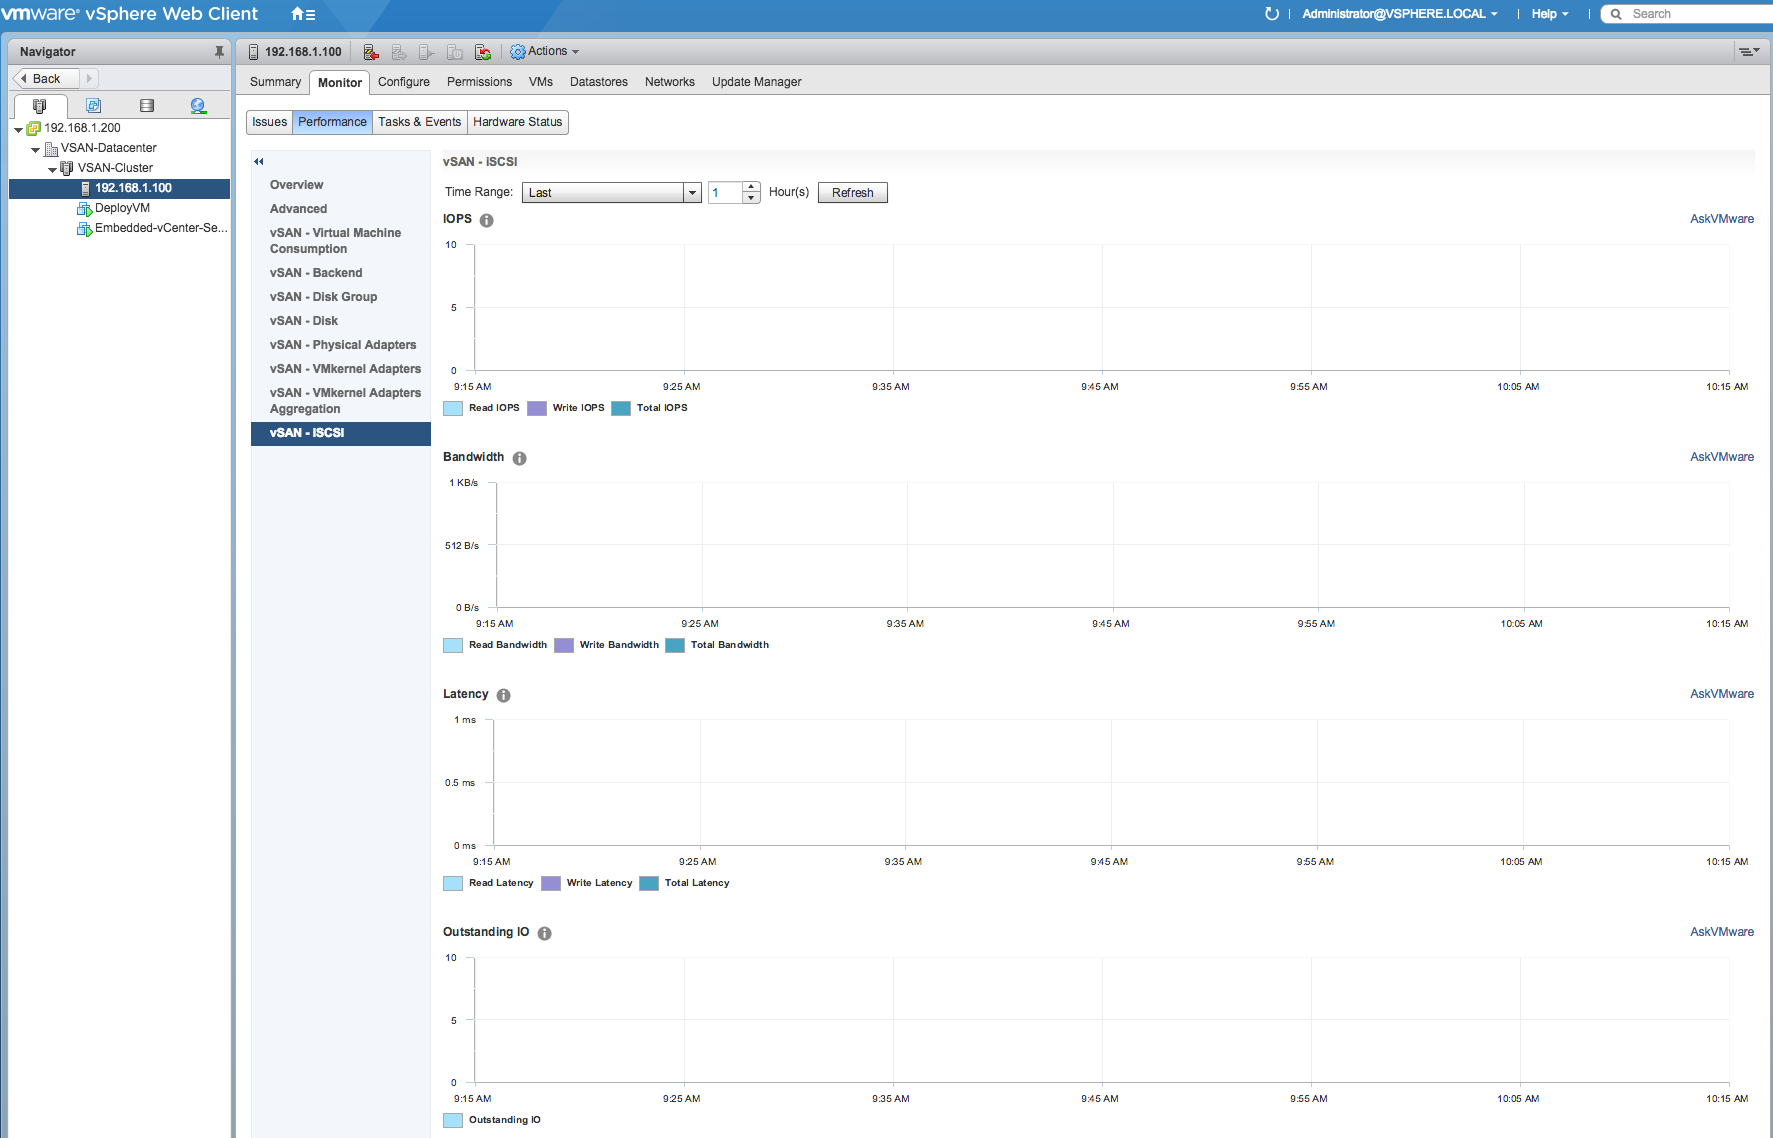 vmware® vSphere Web Client
Administrator@VSPHERE.LOCAL
Help
Search
Navigator
Back
192.168.1.200
VSAN-Datacenter
VSAN-Cluster
192.168.1.100
DeployVM
Embedded-vCenter-Se...
192.168.1.100
Actions
Summary Monitor Configure Permissions VMs Datastores Networks Update Manager
Issues Performance Tasks & Events Hardware Status
Overview
Advanced
vSAN - Virtual Machine
Consumption
vSAN - Backend
vSAN - Disk Group
vSAN - Disk
vSAN - Physical Adapters
vSAN - VMkernel Adapters
vSAN - VMkernel Adapters
Aggregation
vSAN - iSCSI
vSAN - iSCSI
Time Range: Last 1 Hour(s) Refresh
IOPS AskVMware
10
5
0
9:15 AM 9:25 AM 9:35 AM 9:45 AM 9:55 AM 10:05 AM 10:15 AM
Read IOPS Write IOPS Total IOPS
Bandwidth AskVMware
1 KB/s
512 B/s
0 B/s
9:15 AM 9:25 AM 9:35 AM 9:45 AM 9:55 AM 10:05 AM 10:15 AM
Read Bandwidth Write Bandwidth Total Bandwidth
Latency AskVMware
1 ms
0.5 ms
0 ms
9:15 AM 9:25 AM 9:35 AM 9:45 AM 9:55 AM 10:05 AM 10:15 AM
Read Latency Write Latency Total Latency
Outstanding IO AskVMware
10
5
0
9:15 AM 9:25 AM 9:35 AM 9:45 AM 9:55 AM 10:05 AM 10:15 AM
Outstanding IO